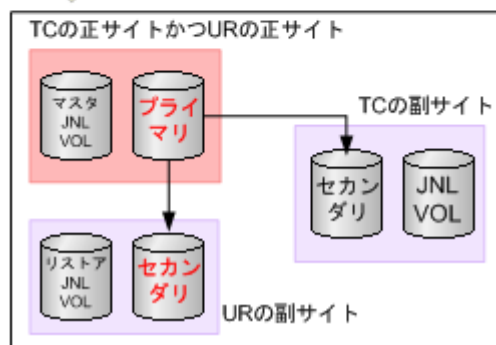 TCの正サイトかつURの正サイト
マスタ
JNL
VOL
プライ
マリ
TCの副サイト
セカン
ダリ
JNL
VOL
リストア
JNL
VOL
セカン
ダリ
URの副サイト